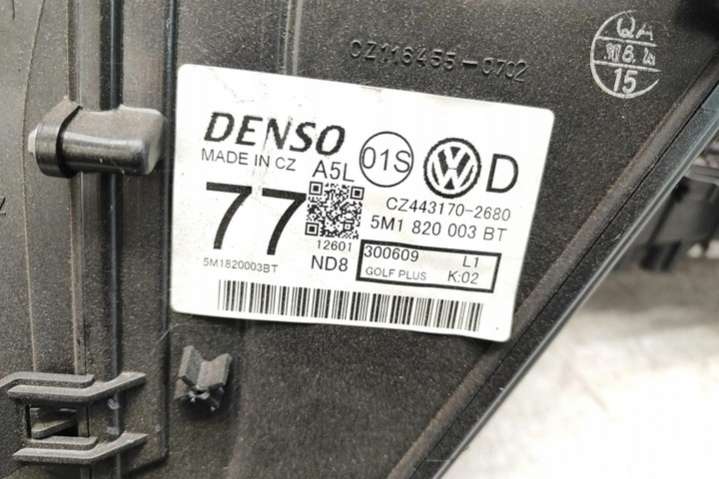 CZ116455-0702
15
DENSO
MADE IN CZ
A5L
01S
VW
D
77
CZ443170-2680
5M1 820 003 BT
12601
300609
L1
5M1820003BT
ND8
GOLF PLUS
K:02